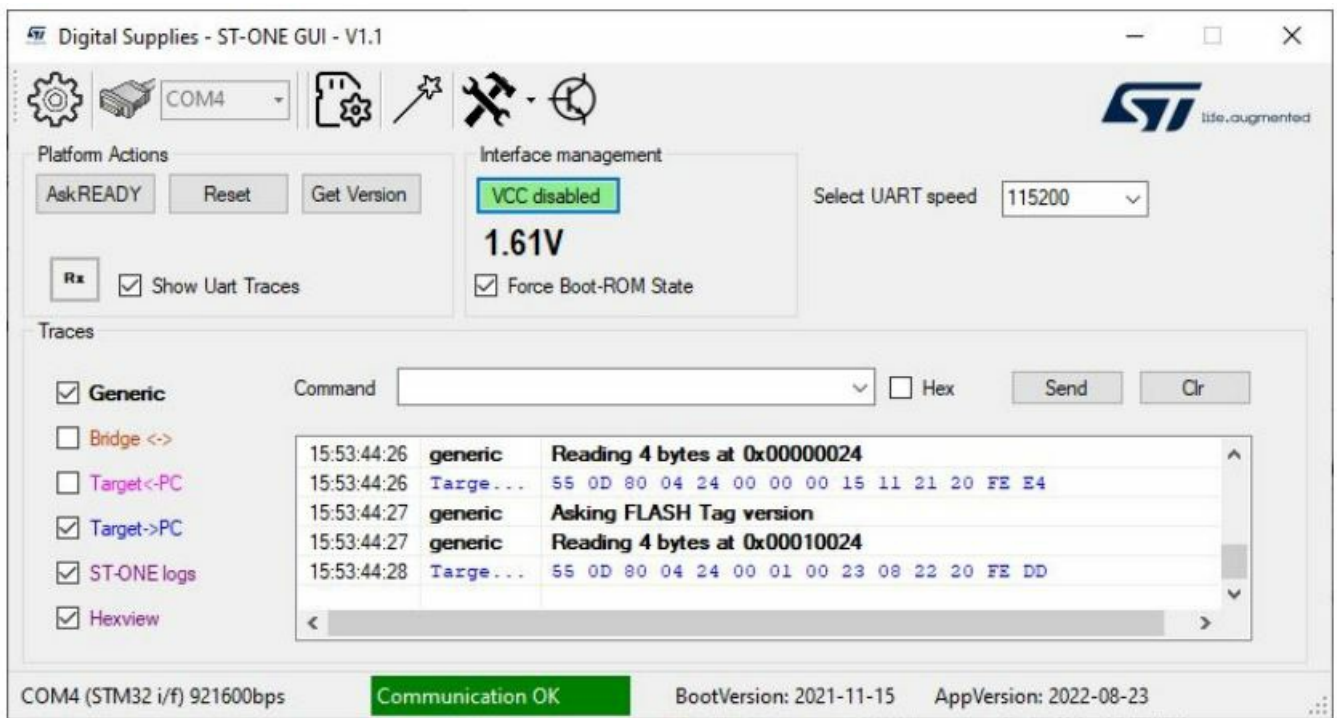 Digital Supplies - ST-ONE GUI - V1.1
COM4
life.augmented
Platform Actions
Interface management
AskREADY Reset Get Version
VCC disabled
Select UART speed 115200
1.61V
Rx Show Uart Traces
Force Boot-ROM State
Traces
Generic
Command Hex Send Clr
Bridge <->
Target<-PC
Target->PC
ST-ONE logs
Hexview
15:53:44:26 generic Reading 4 bytes at 0x00000024
15:53:44:26 Targe... 55 0D 80 04 24 00 00 00 15 11 21 20 FE E4
15:53:44:27 generic Asking FLASH Tag version
15:53:44:27 generic Reading 4 bytes at 0x00010024
15:53:44:28 Targe... 55 0D 80 04 24 00 01 00 23 08 22 20 FE DD
COM4 (STM32 i/f) 921600bps Communication OK BootVersion: 2021-11-15 AppVersion: 2022-08-23